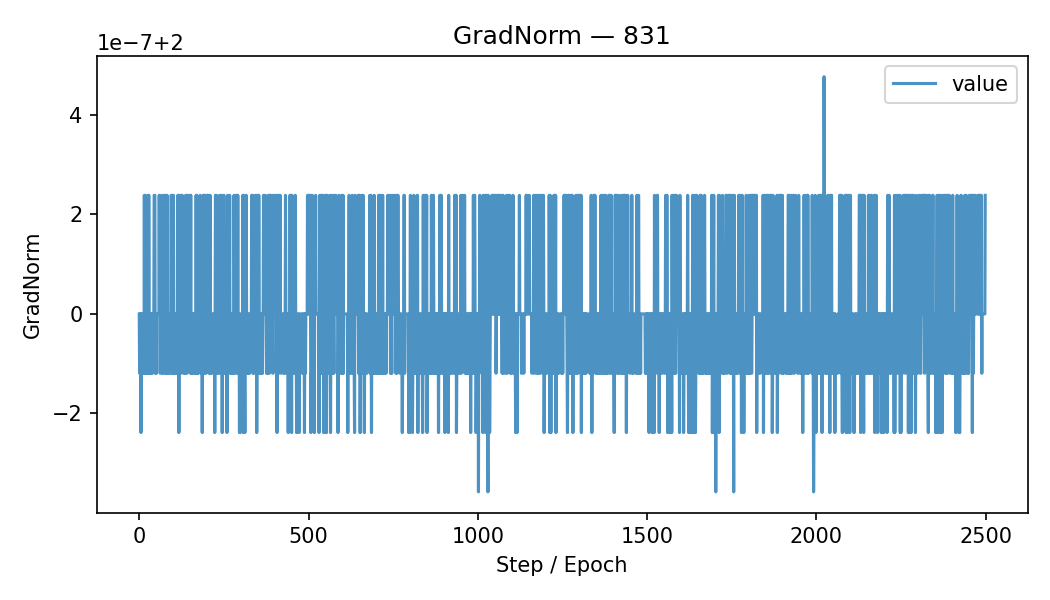 GradNorm — 831
1e−7+2
value
4
2
0
−2
GradNorm
0
500
1000
1500
2000
2500
Step / Epoch